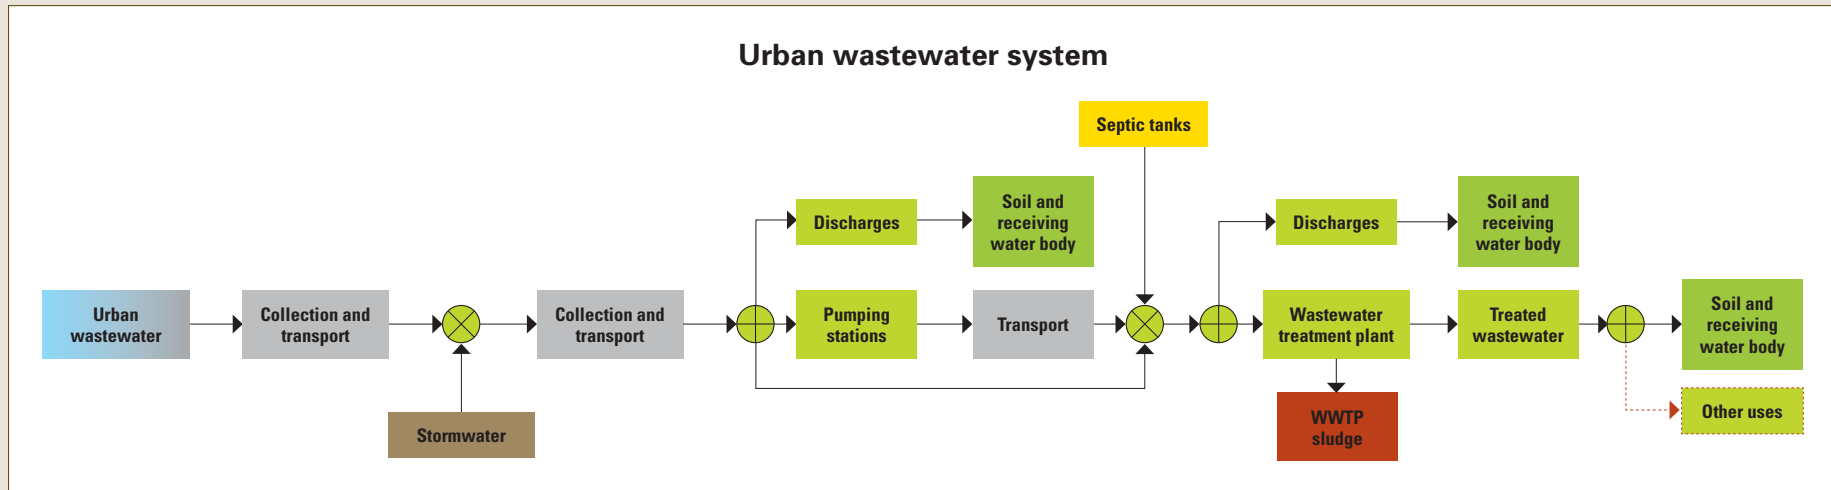 Urban wastewater system
Septic tanks
Discharges
Soil and
receiving
water body
Discharges
Soil and
receiving
water body
Urban
wastewater
Collection and
transport
Collection and
transport
Pumping
stations
Transport
Wastewater
treatment plant
Treated
wastewater
Soil and
receiving
water body
Stormwater
WWTP
sludge
Other uses